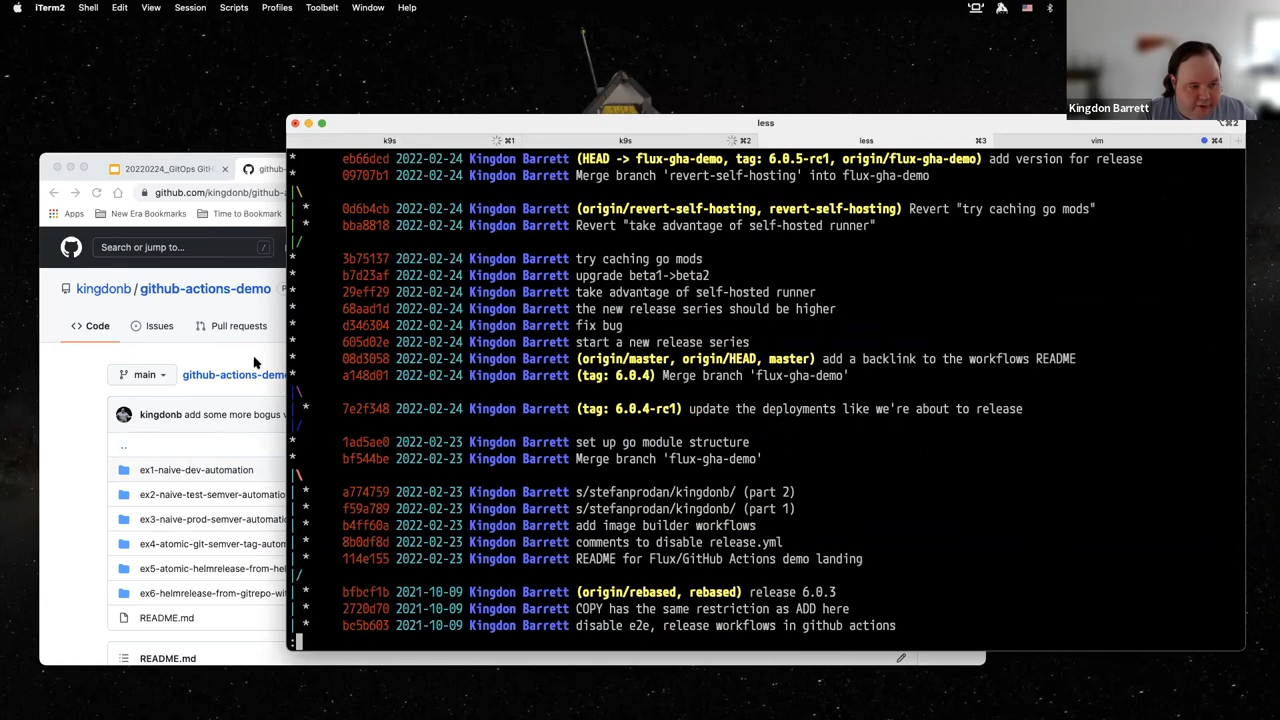 iTerm2 Shell Edit View Session Scripts Profiles Toolbelt Window Help
Kingdon Barrett
less
k9s ⌘1 k9s ⌘2 less ⌘3 vim ⌘4
⌥⌘2
20220224_GitOps GitH
github-
github.com/kingdonb/github-a
Apps New Era Bookmarks Time to Bookmark
Search or jump to... /
kingdonb / github-actions-demo
Code Issues Pull requests
main github-actions-demo
kingdonb add some more bogus
..
ex1-naive-dev-automation
ex2-naive-test-semver-automatio
ex3-naive-prod-semver-automati
ex4-atomic-git-semver-tag-autom
ex5-atomic-helmrelease-from-he
ex6-helmrelease-from-gitrepo-wi
README.md
README.md
* eb66dcd 2022-02-24 Kingdon Barrett (HEAD -> flux-gha-demo, tag: 6.0.5-rc1, origin/flux-gha-demo) add version for release
* 09707b1 2022-02-24 Kingdon Barrett Merge branch 'revert-self-hosting' into flux-gha-demo
|\
| * 0d6b4cb 2022-02-24 Kingdon Barrett (origin/revert-self-hosting, revert-self-hosting) Revert "try caching go mods"
| * bba8818 2022-02-24 Kingdon Barrett Revert "take advantage of self-hosted runner"
|/
* 3b75137 2022-02-24 Kingdon Barrett try caching go mods
* b7d23af 2022-02-24 Kingdon Barrett upgrade beta1->beta2
* 29eff29 2022-02-24 Kingdon Barrett take advantage of self-hosted runner
* 68aad1d 2022-02-24 Kingdon Barrett the new release series should be higher
* d346304 2022-02-24 Kingdon Barrett fix bug
* 605d02e 2022-02-24 Kingdon Barrett start a new release series
* 08d3058 2022-02-24 Kingdon Barrett (origin/master, origin/HEAD, master) add a backlink to the workflows README
* a148d01 2022-02-24 Kingdon Barrett (tag: 6.0.4) Merge branch 'flux-gha-demo'
|\
| * 7e2f348 2022-02-24 Kingdon Barrett (tag: 6.0.4-rc1) update the deployments like we're about to release
|/
* 1ad5ae0 2022-02-23 Kingdon Barrett set up go module structure
* bf544be 2022-02-23 Kingdon Barrett Merge branch 'flux-gha-demo'
|\
| * a774759 2022-02-23 Kingdon Barrett s/stefanprodan/kingdonb/ (part 2)
| * f59a789 2022-02-23 Kingdon Barrett s/stefanprodan/kingdonb/ (part 1)
| * b4ff60a 2022-02-23 Kingdon Barrett add image builder workflows
| * 8b0df8d 2022-02-23 Kingdon Barrett comments to disable release.yml
| * 114e155 2022-02-23 Kingdon Barrett README for Flux/GitHub Actions demo landing
|/
| * bfbcf1b 2021-10-09 Kingdon Barrett (origin/rebased, rebased) release 6.0.3
| * 2720d70 2021-10-09 Kingdon Barrett COPY has the same restriction as ADD here
| * bc5b603 2021-10-09 Kingdon Barrett disable e2e, release workflows in github actions
: